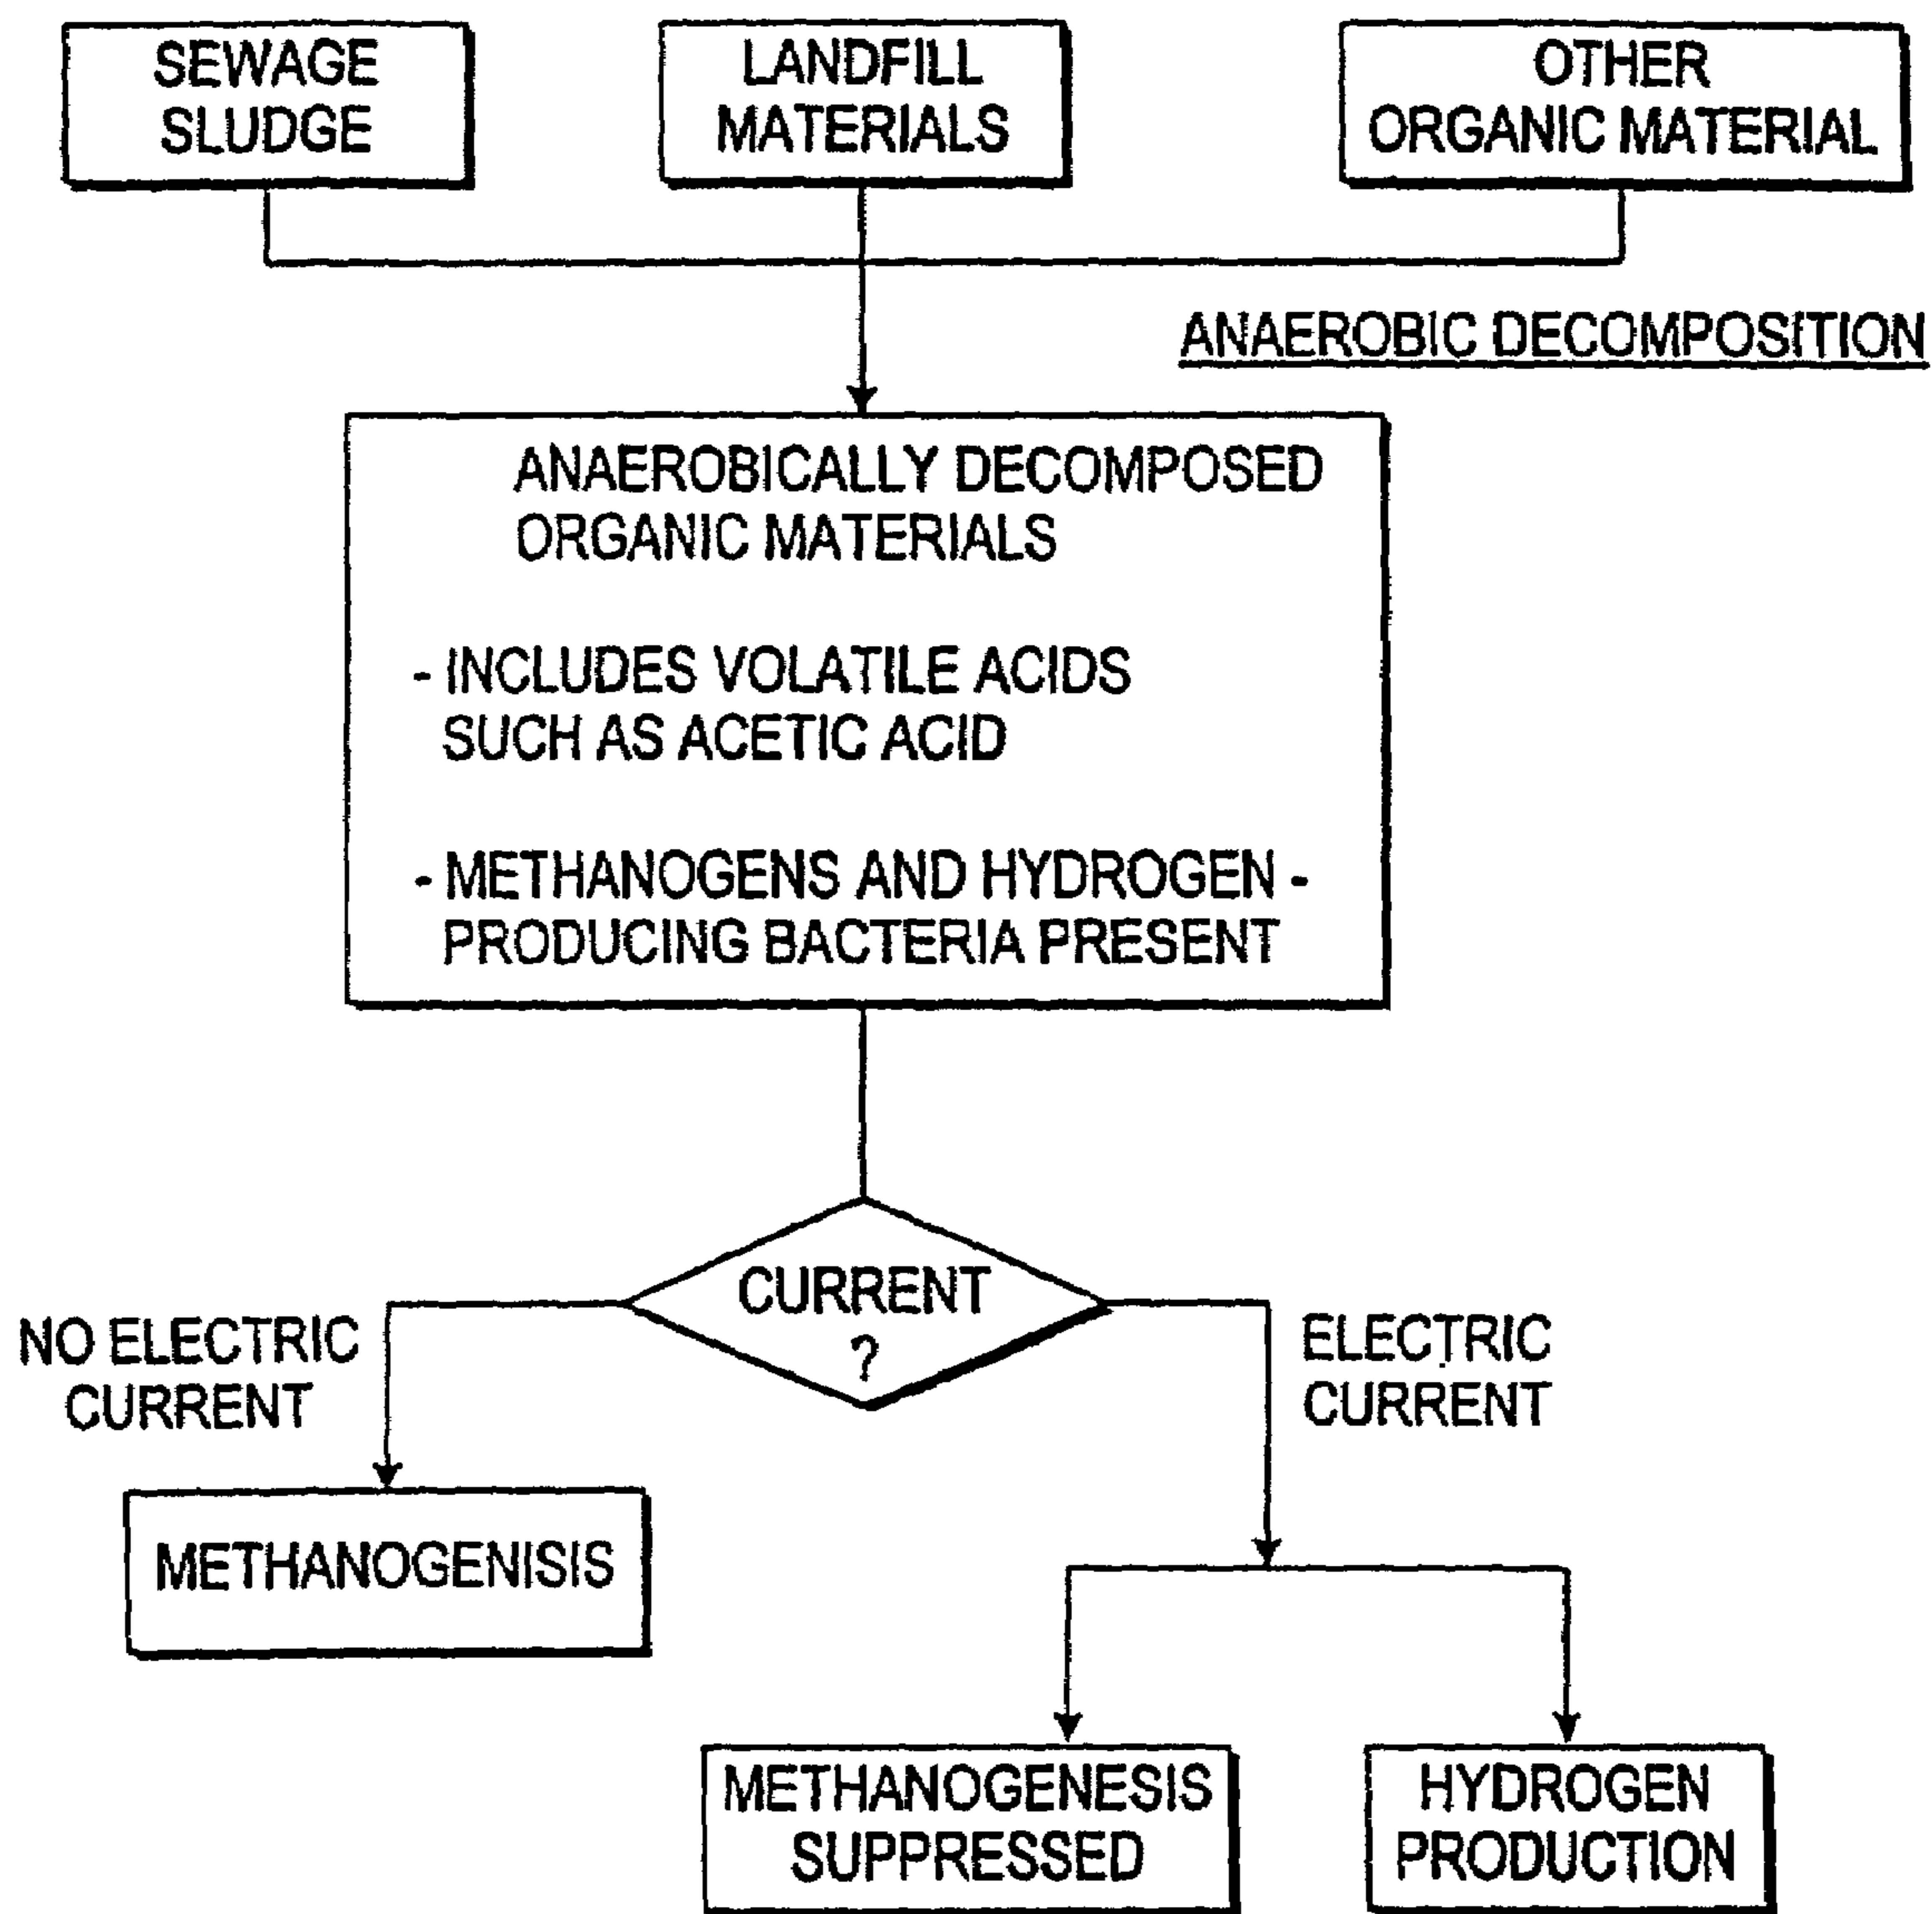 SEWAGE
SLUDGE
LANDFILL
MATERIALS
OTHER
ORGANIC MATERIAL
ANAEROBIC DECOMPOSITION
ANAEROBICALLY DECOMPOSED
ORGANIC MATERIALS
- INCLUDES VOLATILE ACIDS
SUCH AS ACETIC ACID
- METHANOGENS AND HYDROGEN -
PRODUCING BACTERIA PRESENT
CURRENT
?
NO ELECTRIC
CURRENT
ELECTRIC
CURRENT
METHANOGENISIS
METHANOGENESIS
SUPPRESSED
HYDROGEN
PRODUCTION